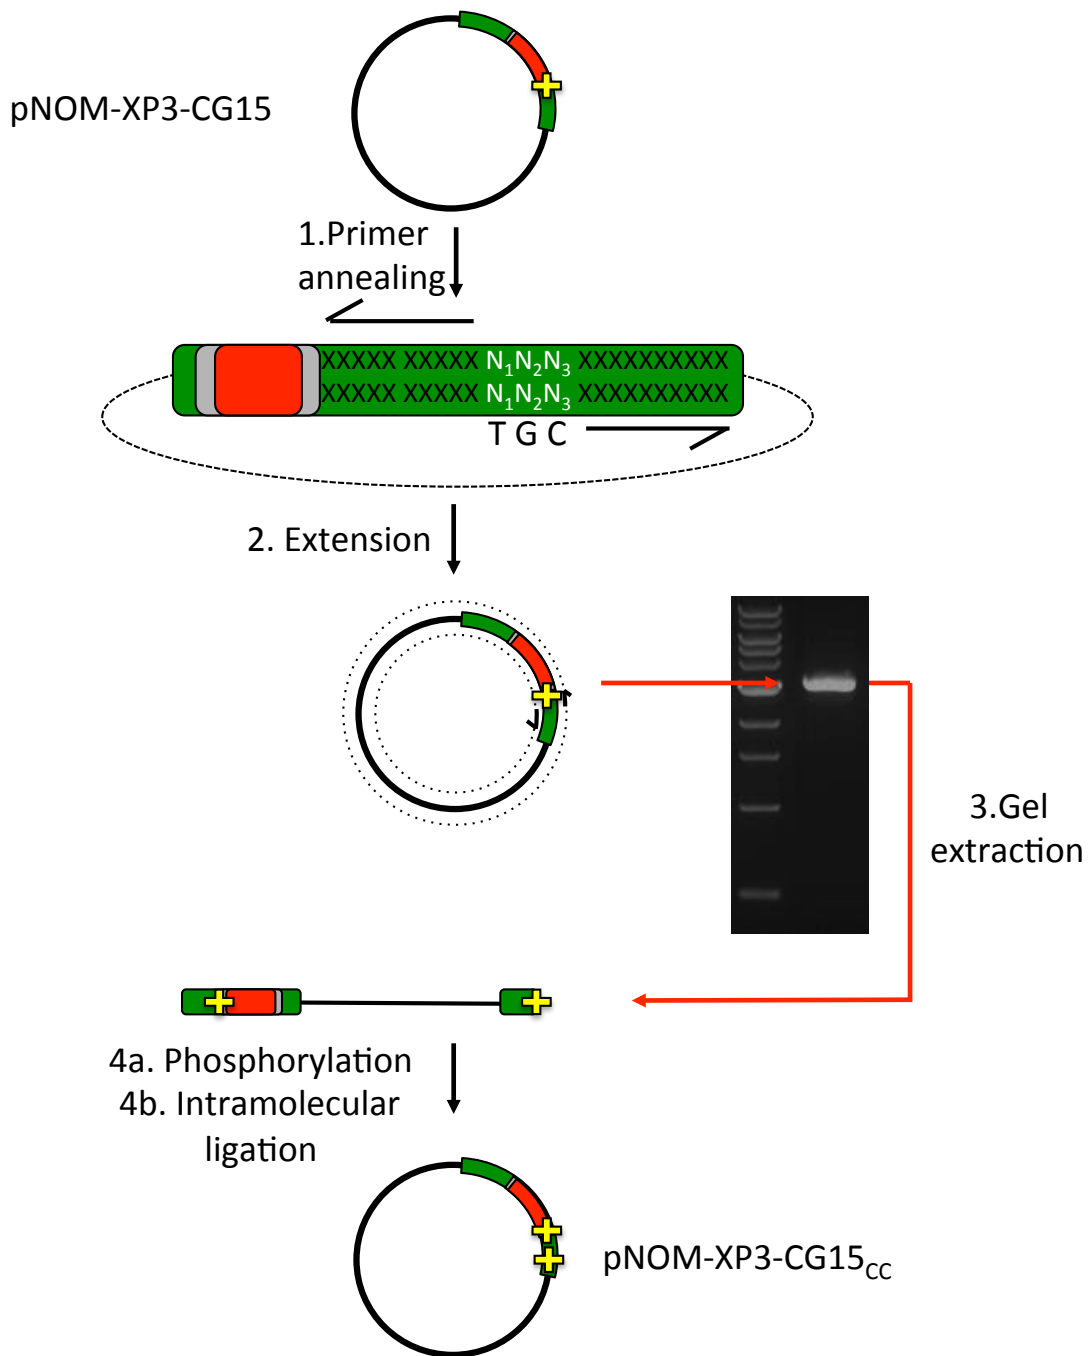 pNOM-XP3-CG15
1.Primer
annealing
XXXXX XXXXX N₁N₂N₃ XXXXXXXXXX
XXXXX XXXXX N₁N₂N₃ XXXXXXXXXX
T G C
2. Extension
3.Gel
extraction
4a. Phosphorylation
4b. Intramolecular
ligation
pNOM-XP3-CG15CC